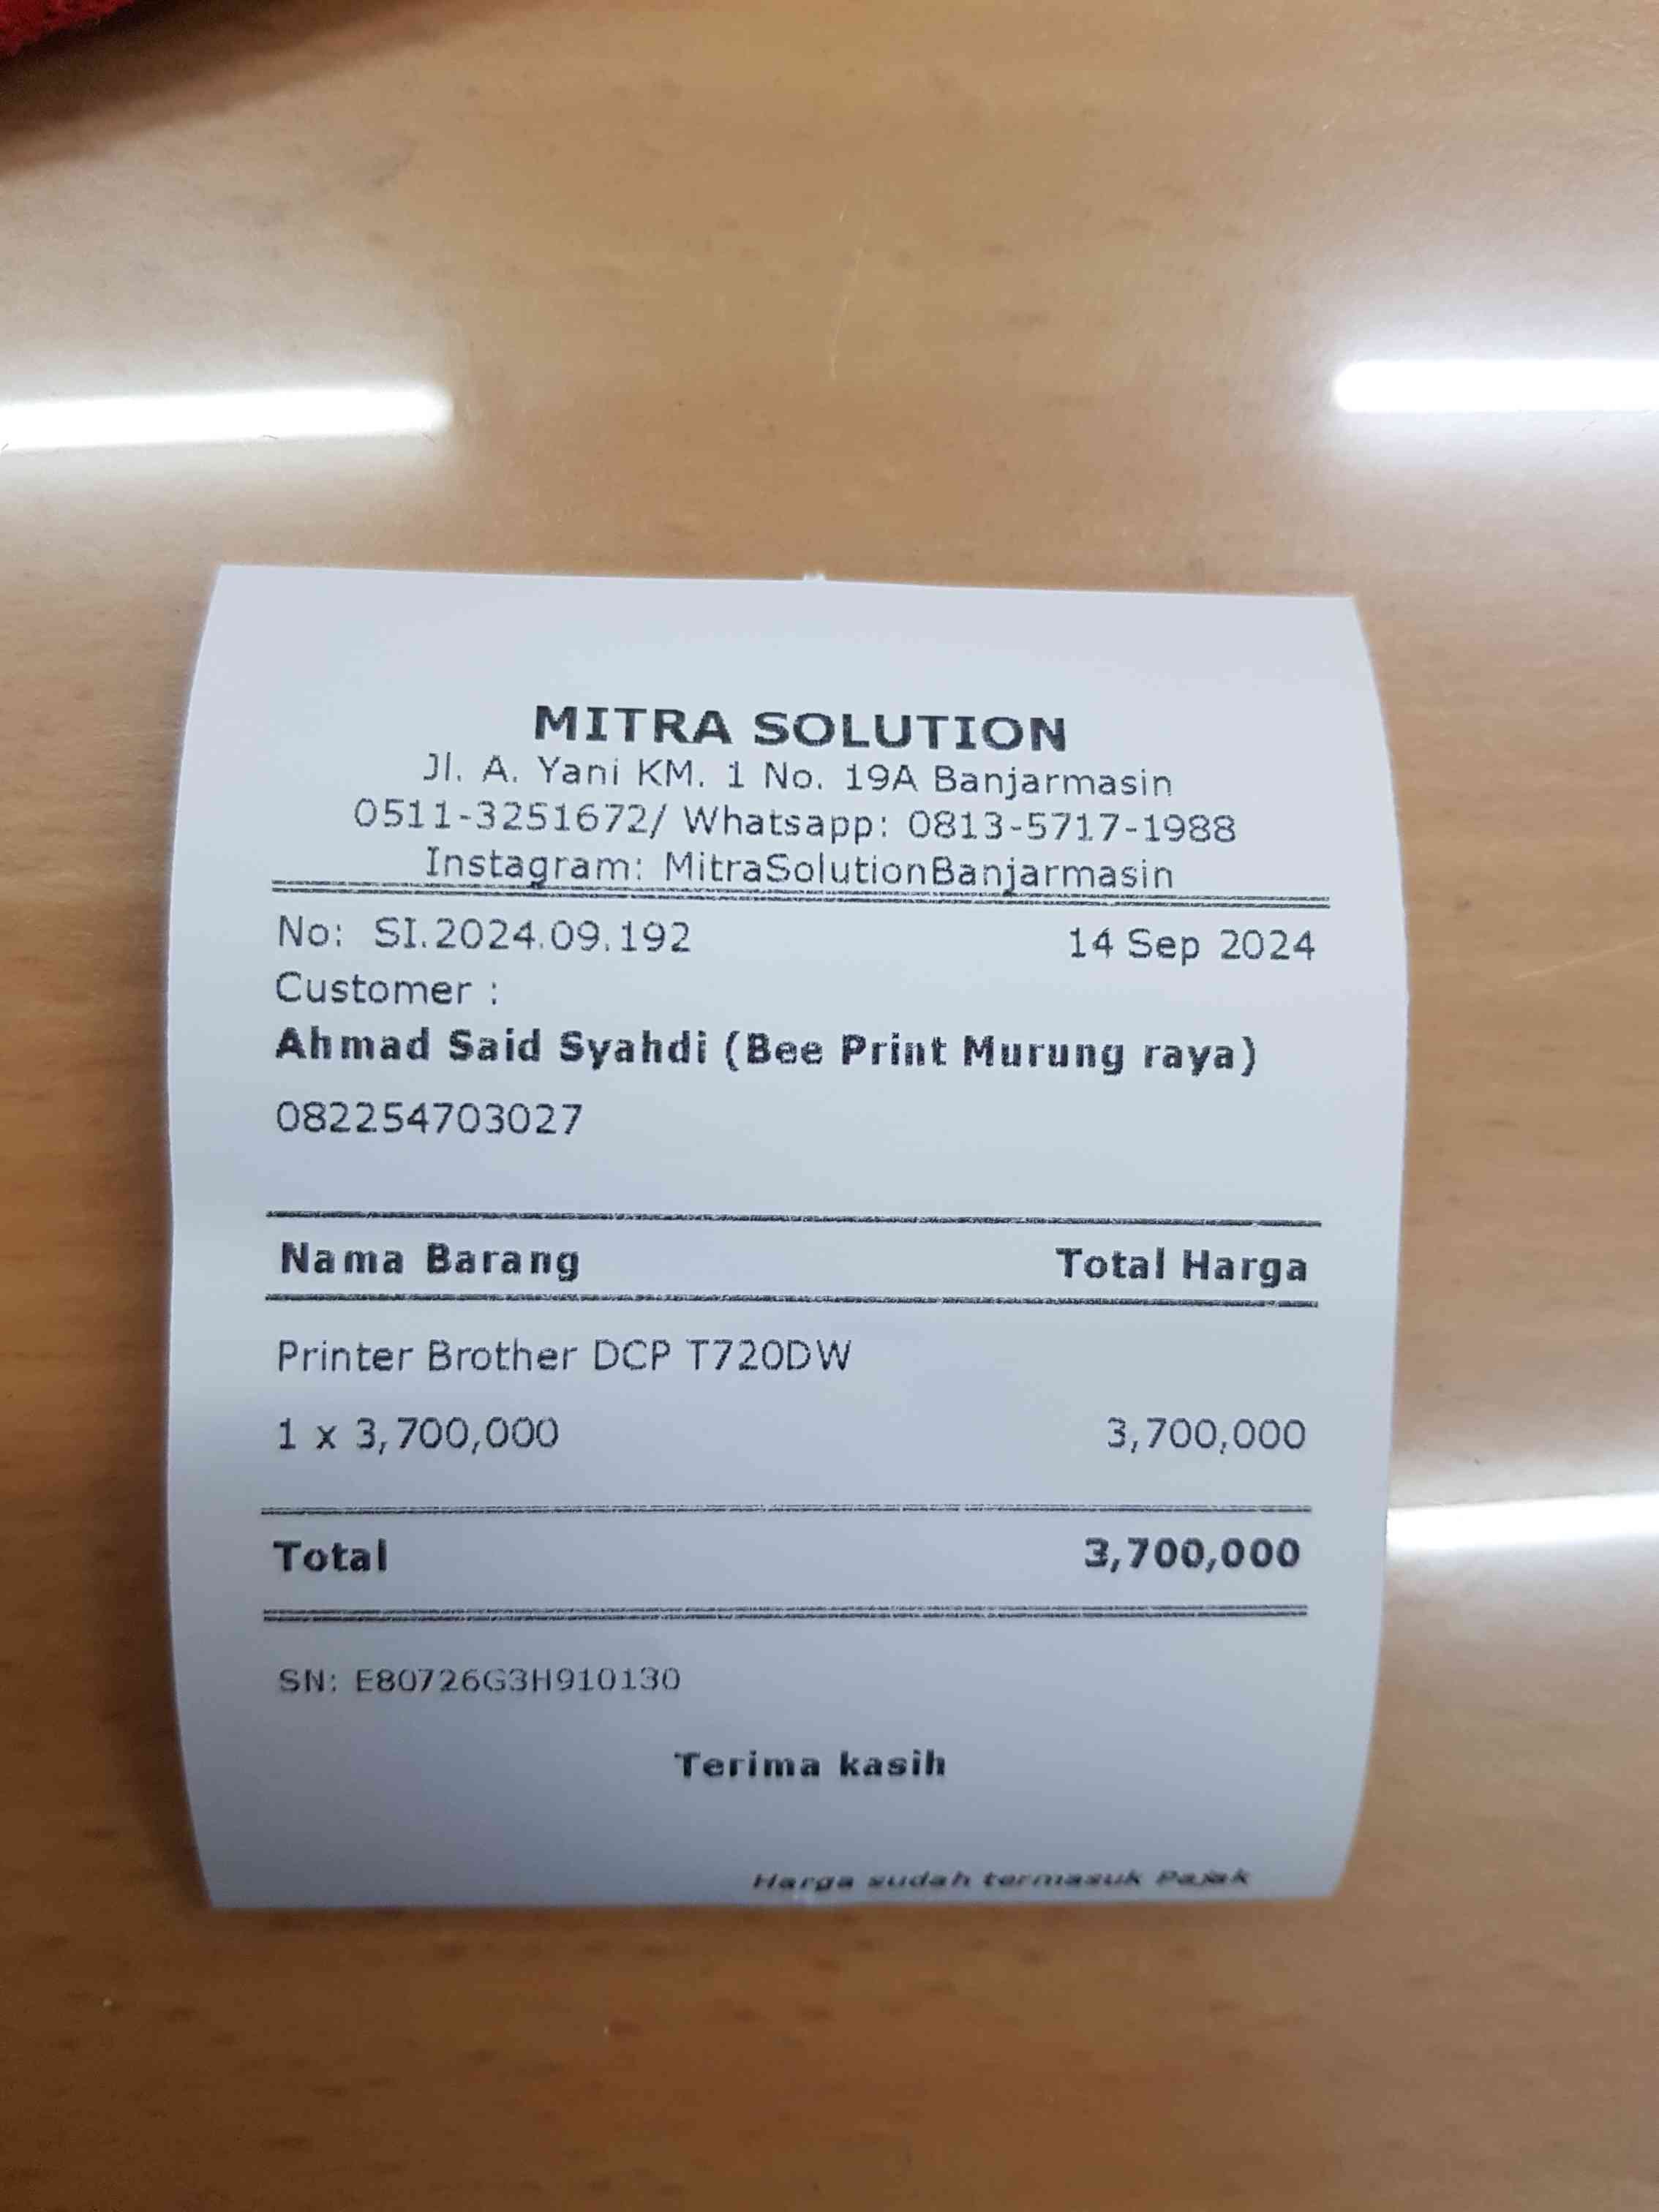 MITRA SOLUTION
Jl. A. Yani KM. 1 No. 19A Banjarmasin
0511-3251672/ Whatsapp: 0813-5717-1988
Instagram: MitraSolutionBanjarmasin
No: SI.2024.09.192 14 Sep 2024
Customer :
Ahmad Said Syahdi (Bee Print Murung raya)
082254703027
Nama Barang Total Harga
Printer Brother DCP T720DW
1 x 3,700,000 3,700,000
Total 3,700,000
SN: E80726G3H910130
Terima kasih
Harga sudah termasuk Pajak